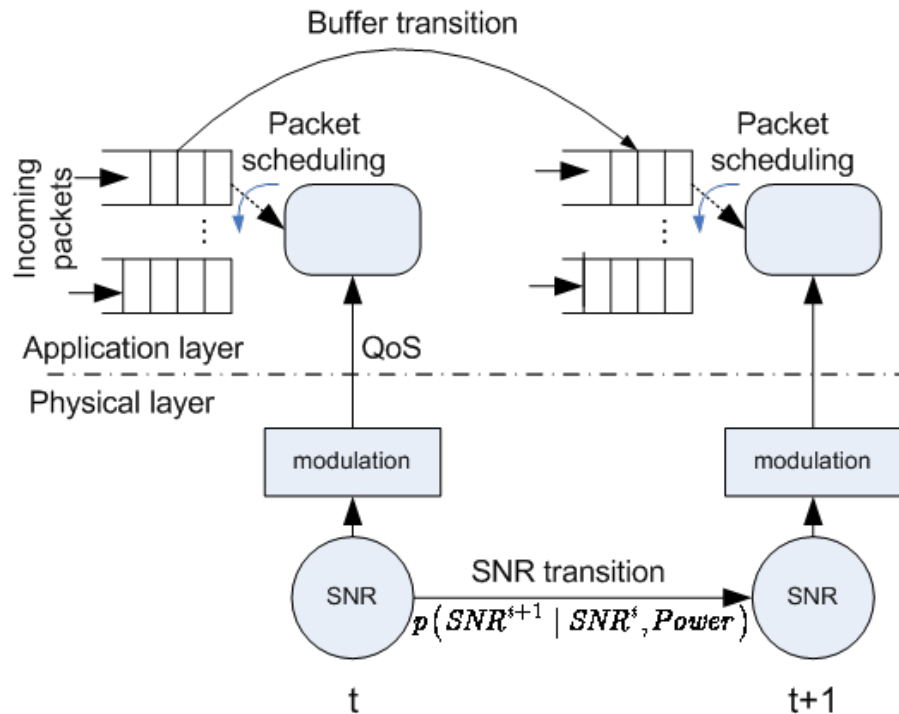 Buffer transition
Packet
scheduling
Packet
scheduling
Incoming
packets
Application layer
QoS
Physical layer
modulation
modulation
SNR
SNR transition
p(SNR^{s+1} | SNR^{s}, Power)
SNR
t
t+1